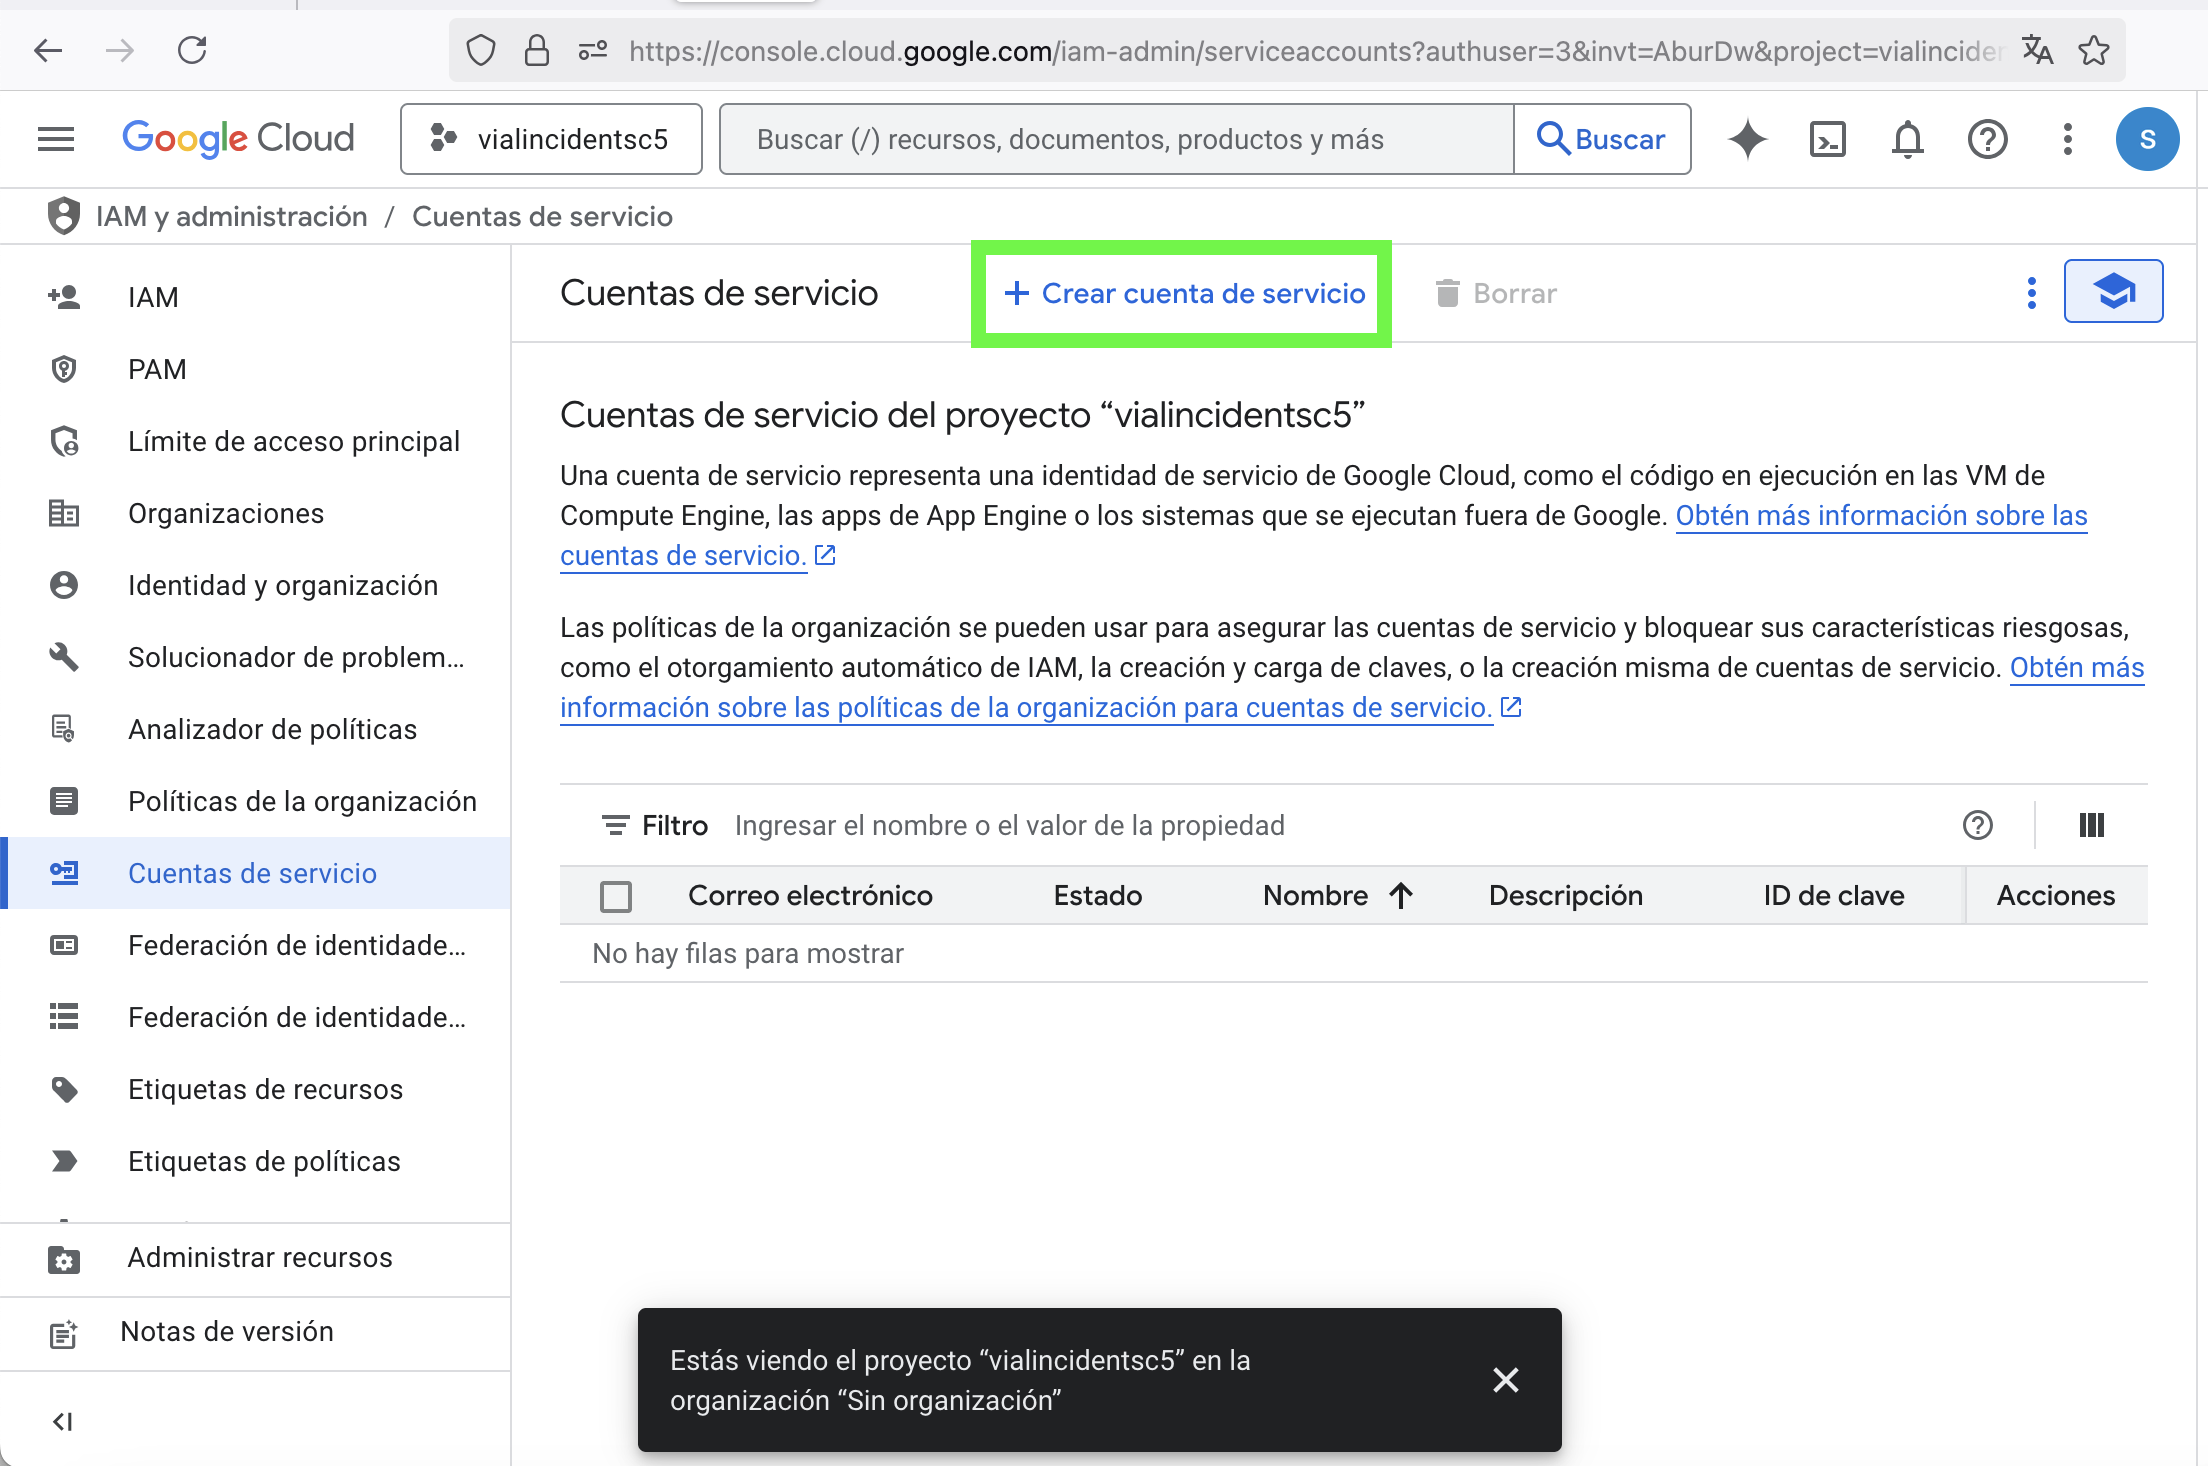 https://console.cloud.google.com/iam-admin/serviceaccounts?authuser=3&invt=AburDw&project=vialinciden
Google Cloud
vialincidentsc5
Buscar (/) recursos, documentos, productos y más
Buscar
S
IAM y administración / Cuentas de servicio
IAM
PAM
Límite de acceso principal
Organizaciones
Identidad y organización
Solucionador de problem...
Analizador de políticas
Políticas de la organización
Cuentas de servicio
Federación de identidade...
Federación de identidade...
Etiquetas de recursos
Etiquetas de políticas
Administrar recursos
Notas de versión
Cuentas de servicio
+ Crear cuenta de servicio
Borrar
Cuentas de servicio del proyecto “vialincidentsc5”
Una cuenta de servicio representa una identidad de servicio de Google Cloud, como el código en ejecución en las VM de
Compute Engine, las apps de App Engine o los sistemas que se ejecutan fuera de Google. Obtén más información sobre las
cuentas de servicio.
Las políticas de la organización se pueden usar para asegurar las cuentas de servicio y bloquear sus características riesgosas,
como el otorgamiento automático de IAM, la creación y carga de claves, o la creación misma de cuentas de servicio. Obtén más
información sobre las políticas de la organización para cuentas de servicio.
Filtro Ingresar el nombre o el valor de la propiedad
Correo electrónico Estado Nombre Descripción ID de clave Acciones
No hay filas para mostrar
Estás viendo el proyecto “vialincidentsc5” en la
organización “Sin organización”